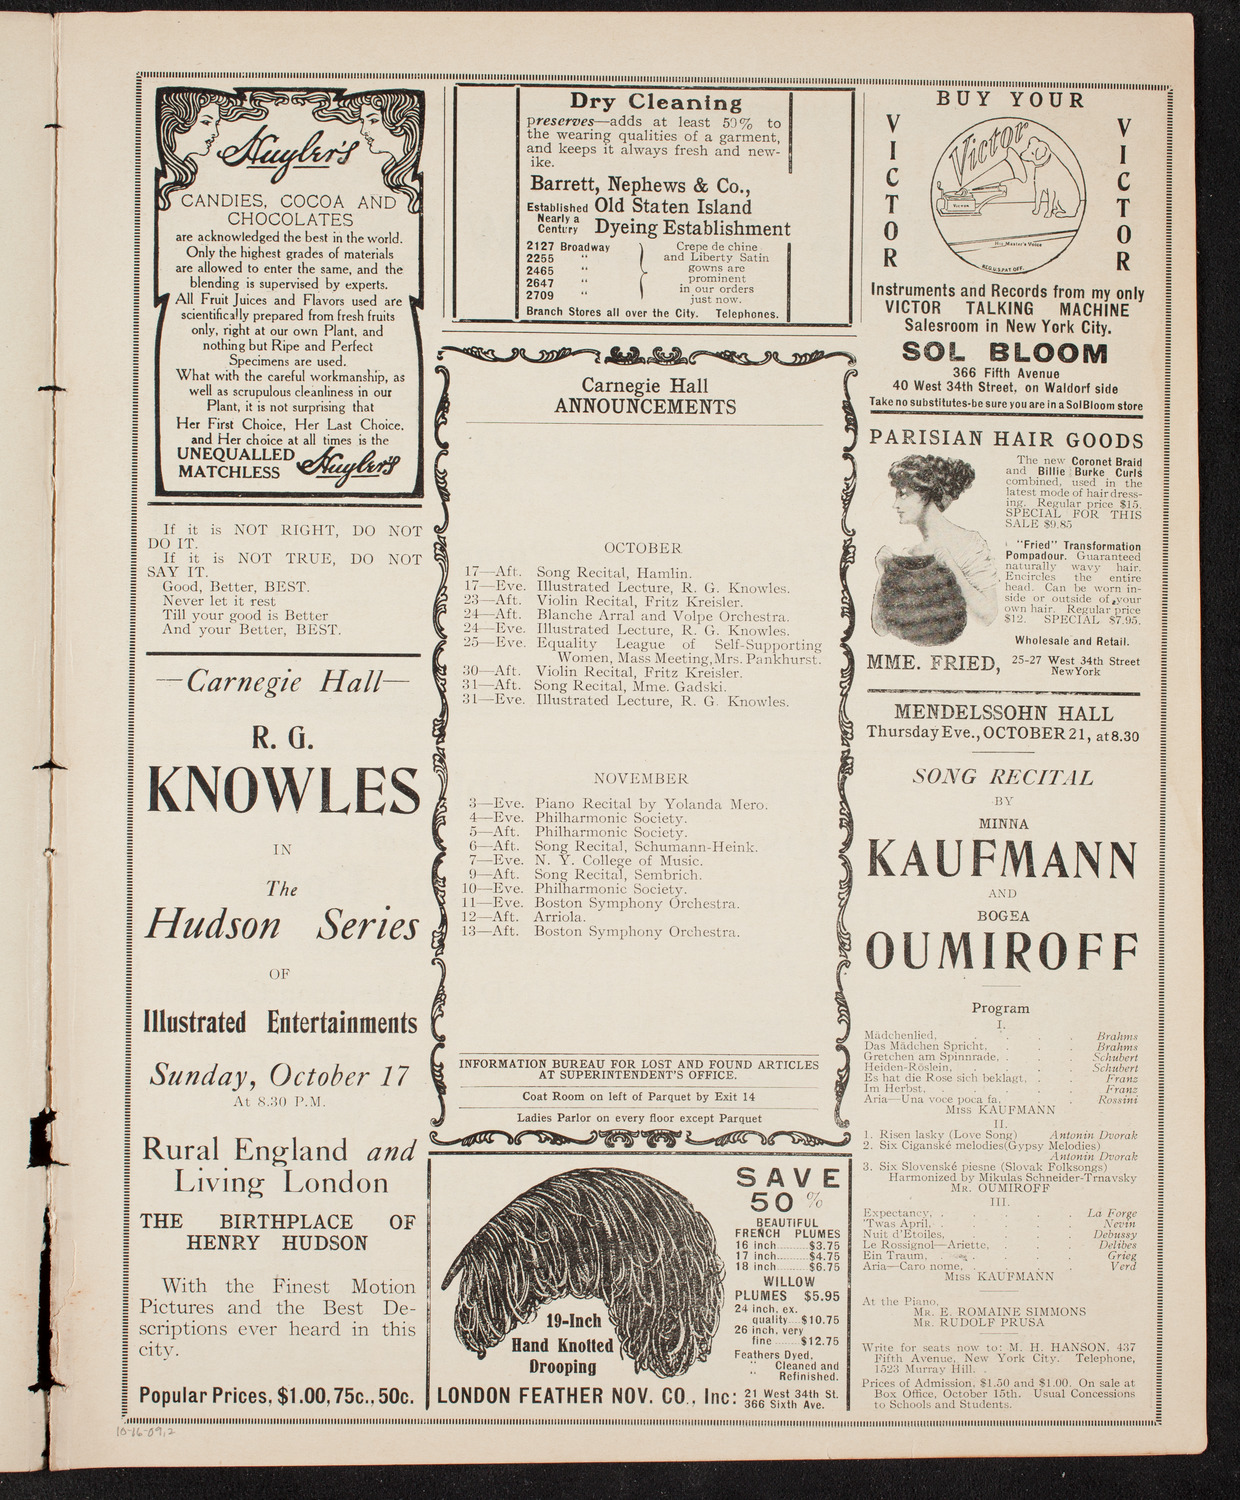 Huyler's
CANDIES, COCOA AND
CHOCOLATES
are acknowledged the best in the world.
Only the highest grades of materials
are allowed to enter the same, and the
blending is supervised by experts.
All Fruit Juices and Flavors used are
scientifically prepared from fresh fruits
only, right at our own Plant, and
nothing but Ripe and Perfect
Specimens are used.
What with the careful workmanship, as
well as scrupulous cleanliness in our
Plant, it is not surprising that
Her First Choice, Her Last Choice,
and Her choice at all times is the
UNEQUALLED
MATCHLESS Huyler's
If it is NOT RIGHT, DO NOT
DO IT.
If it is NOT TRUE, DO NOT
SAY IT.
Good, Better, BEST.
Never let it rest
Till your good is Better
And your Better, BEST.
—Carnegie Hall—
R. G.
KNOWLES
IN
The
Hudson Series
OF
Illustrated Entertainments
Sunday, October 17
At 8.30 P.M.
Rural England and
Living London
THE BIRTHPLACE OF
HENRY HUDSON
With the Finest Motion
Pictures and the Best De-
scriptions ever heard in this
city.
Popular Prices, $1.00, 75c., 50c.
Dry Cleaning
preserves—adds at least 50% to
the wearing qualities of a garment,
and keeps it always fresh and new-
ike.
Barrett, Nephews & Co.,
Established Nearly a Century
Old Staten Island
Dyeing Establishment
2127 Broadway
2255 "
2465 "
2647 "
2709 "
Crepe de chine
and Liberty Satin
gowns are
prominent
in our orders
just now.
Branch Stores all over the City. Telephones.
Carnegie Hall
ANNOUNCEMENTS
OCTOBER
17—Aft. Song Recital, Hamlin.
17—Eve. Illustrated Lecture, R. G. Knowles.
23—Aft. Violin Recital, Fritz Kreisler.
24—Aft. Blanche Arral and Volpe Orchestra.
24—Eve. Illustrated Lecture, R. G. Knowles.
25—Eve. Equality League of Self-Supporting
Women, Mass Meeting, Mrs. Pankhurst.
30—Aft. Violin Recital, Fritz Kreisler.
31—Aft. Song Recital, Mme. Gadski.
31—Eve. Illustrated Lecture, R. G. Knowles.
NOVEMBER
3—Eve. Piano Recital by Yolanda Mero.
4—Eve. Philharmonic Society.
5—Aft. Philharmonic Society.
6—Aft. Song Recital, Schumann-Heink.
7—Eve. N. Y. College of Music.
9—Aft. Song Recital, Sembrich.
10—Eve. Philharmonic Society.
11—Eve. Boston Symphony Orchestra.
12—Aft. Arriola.
13—Aft. Boston Symphony Orchestra.
INFORMATION BUREAU FOR LOST AND FOUND ARTICLES
AT SUPERINTENDENT'S OFFICE.
Coat Room on left of Parquet by Exit 14
Ladies Parlor on every floor except Parquet
19-Inch
Hand Knotted
Drooping
SAVE
50 %
BEAUTIFUL
FRENCH PLUMES
16 inch......$3.75
17 inch......$4.75
18 inch......$6.75
WILLOW
PLUMES $5.95
24 inch, ex.
quality....$10.75
26 inch, very
fine.......$12.75
Feathers Dyed,
" Cleaned and
Refinished.
LONDON FEATHER NOV. CO., Inc: 21 West 34th St.
366 Sixth Ave.
BUY YOUR
VICTOR
VICTOR
Victor
VICTOR
His Master's Voice
REG. U.S. PAT. OFF.
Instruments and Records from my only
VICTOR TALKING MACHINE
Salesroom in New York City.
SOL BLOOM
366 Fifth Avenue
40 West 34th Street, on Waldorf side
Take no substitutes-be sure you are in a Sol Bloom store
PARISIAN HAIR GOODS
The new Coronet Braid
and Billie Burke Curls
combined, used in the
latest mode of hairdress-
ing. Regular price $15.
SPECIAL FOR THIS
SALE $9.85
"Fried" Transformation
Pompadour. Guaranteed
naturally wavy hair.
Encircles the entire
head. Can be worn in-
side or outside of your
own hair. Regular price
$12. SPECIAL $7.95.
Wholesale and Retail.
MME. FRIED, 25-27 West 34th Street
New York
MENDELSSOHN HALL
Thursday Eve., OCTOBER 21, at 8.30
SONG RECITAL
BY
MINNA
KAUFMANN
AND
BOGEA
OUMIROFF
Program
I.
Mädchenlied, . . . Brahms
Das Mädchen Spricht, . . . Brahms
Gretchen am Spinnrade, . . . Schubert
Heiden-Röslein, . . . Schubert
Es hat die Rose sich beklagt, . . Franz
Im Herbst, . . . Franz
Aria—Una voce poca fa, . . . Rossini
Miss KAUFMANN
II.
1. Risen lasky (Love Song) Antonin Dvorak
2. Six Ciganské melodies (Gypsy Melodies)
Antonin Dvorak
3. Six Slovenské piesne (Slovak Folksongs)
Harmonized by Mikulas Schneider-Trnavsky
MR. OUMIROFF
III.
Expectancy, . . . La Forge
'Twas April, . . . Nevin
Nuit d'Etoiles, . . . Debussy
Le Rossignol—Ariette, . . . Delibes
Ein Traum, . . . Grieg
Aria—Caro nome, . . . Verd
Miss KAUFMANN
At the Piano,
MR. E. ROMAINE SIMMONS
MR. RUDOLF PRUSA
Write for seats now to: M. H. HANSON, 437
Fifth Avenue, New York City. Telephone,
1523 Murray Hill.
Prices of Admission, $1.50 and $1.00. On sale at
Box Office, October 15th. Usual Concessions
to Schools and Students.
10-16-09,2